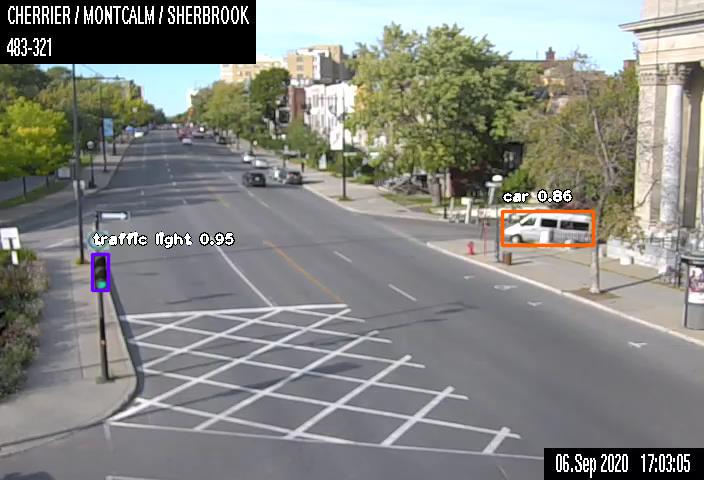 CHERRIER / MONTCALM / SHERBROOK
483-321
car 0.86
traffic light 0.95
06.Sep 2020 17:03:05